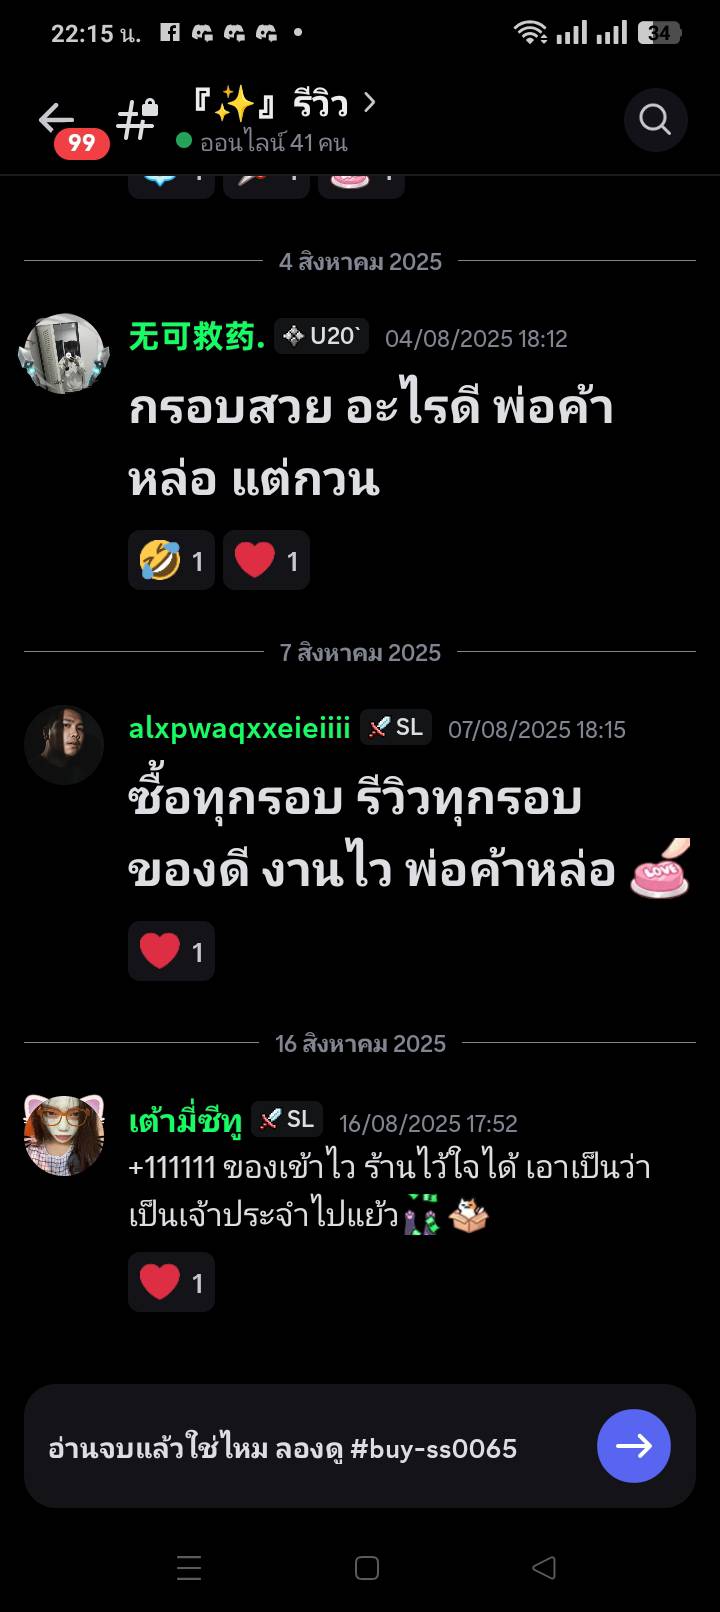 22:15 น.
34
『✨』 รีวิว
99
ออนไลน์ 41 คน
1 1 1
4 สิงหาคม 2025
无可救药. U20` 04/08/2025 18:12
กรอบสวย อะไรดี พ่อค้า
หล่อ แต่กวน
🤣 1 ❤️ 1
7 สิงหาคม 2025
alxpwaqxxeieiiii SL 07/08/2025 18:15
ซื้อทุกรอบ รีวิวทุกรอบ
ของดี งานไว พ่อค้าหล่อ
LOVE
❤️ 1
16 สิงหาคม 2025
เต้ามี่ซีทู SL 16/08/2025 17:52
+111111 ของเข้าไว ร้านไว้ใจได้ เอาเป็นว่า
เป็นเจ้าประจำไปแย้ว
❤️ 1
อ่านจบแล้วใช่ไหม ลองดู #buy-ss0065